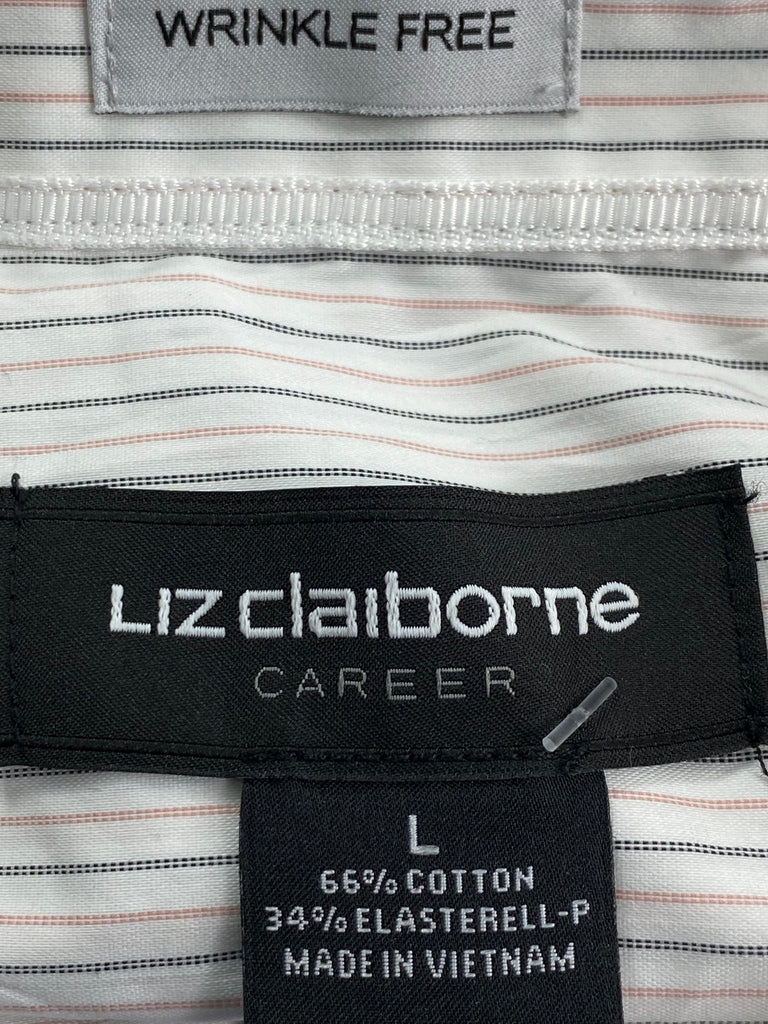 WRINKLE FREE
Liz claiborne
CAREER
L
66% COTTON
34% ELASTERELL-P
MADE IN VIETNAM